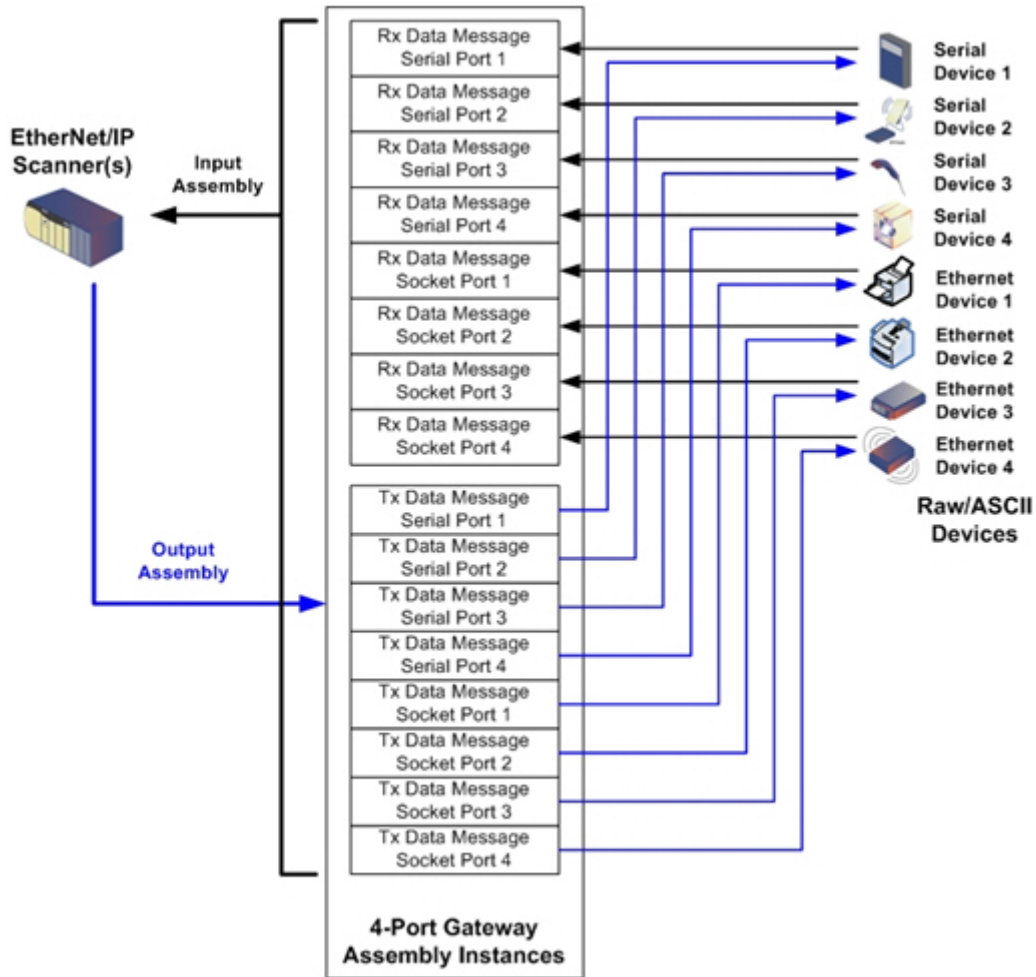 EtherNet/IP
Scanner(s)
Input
Assembly
Output
Assembly
Rx Data Message
Serial Port 1
Rx Data Message
Serial Port 2
Rx Data Message
Serial Port 3
Rx Data Message
Serial Port 4
Rx Data Message
Socket Port 1
Rx Data Message
Socket Port 2
Rx Data Message
Socket Port 3
Rx Data Message
Socket Port 4
Tx Data Message
Serial Port 1
Tx Data Message
Serial Port 2
Tx Data Message
Serial Port 3
Tx Data Message
Serial Port 4
Tx Data Message
Socket Port 1
Tx Data Message
Socket Port 2
Tx Data Message
Socket Port 3
Tx Data Message
Socket Port 4
4-Port Gateway
Assembly Instances
Serial
Device 1
Serial
Device 2
Serial
Device 3
Serial
Device 4
Ethernet
Device 1
Ethernet
Device 2
Ethernet
Device 3
Ethernet
Device 4
Raw/ASCII
Devices